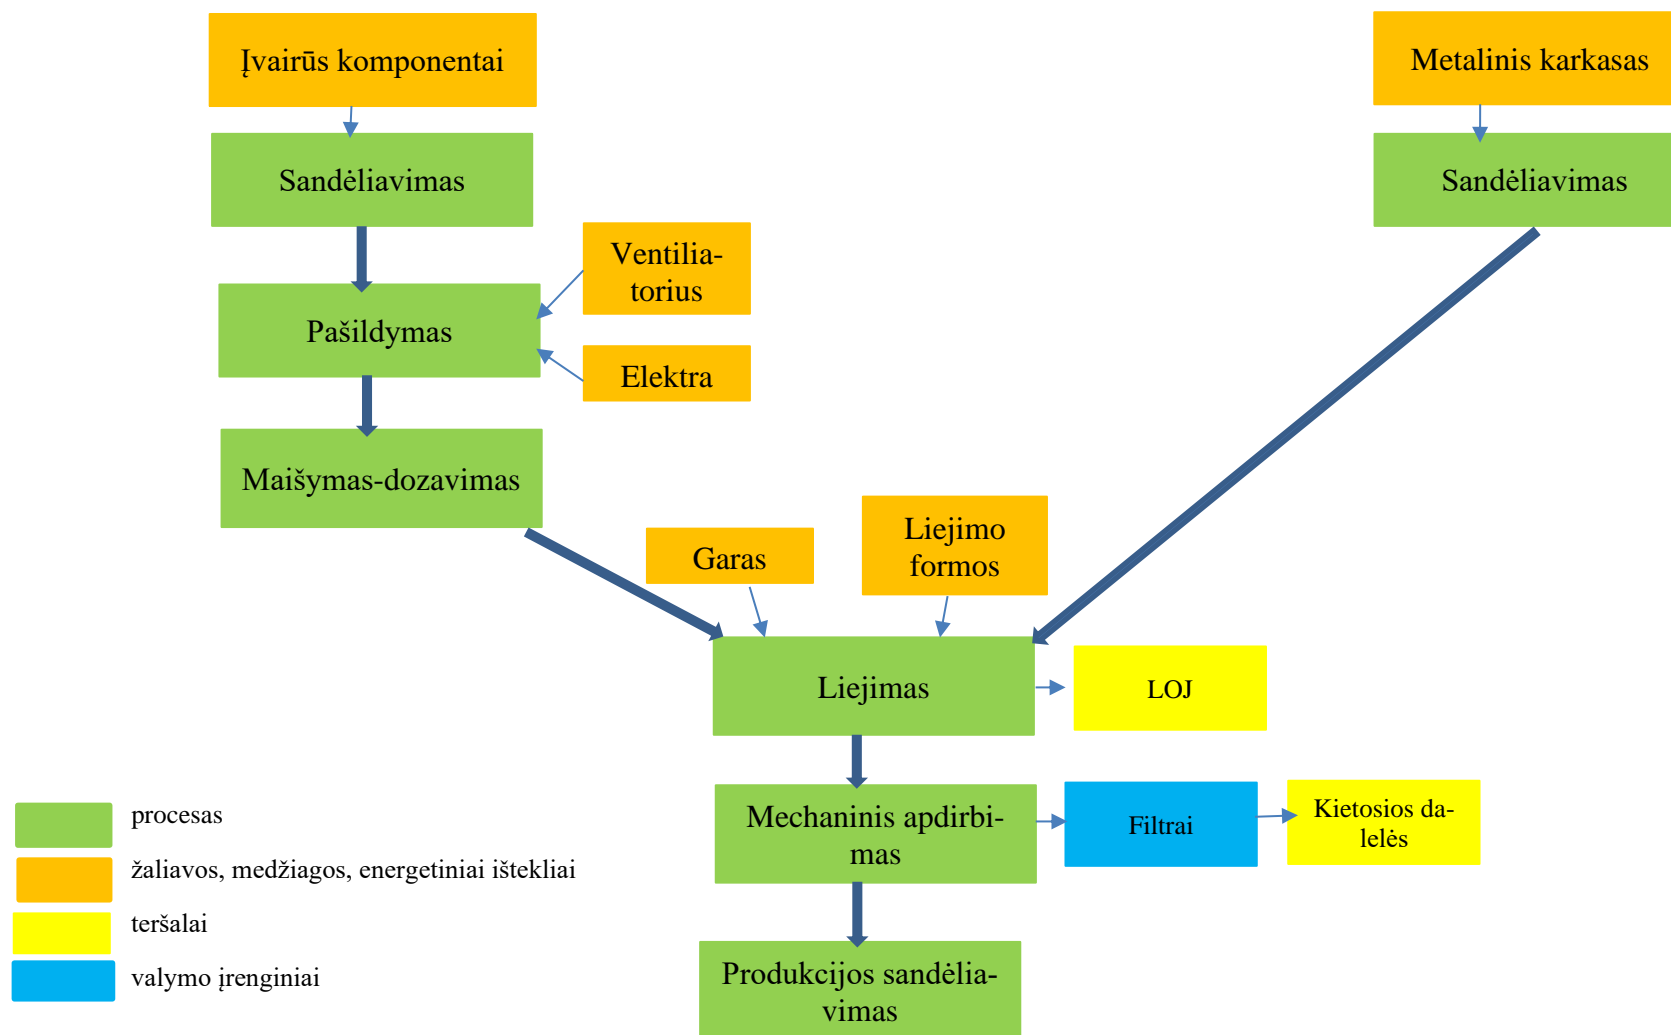 Įvairūs komponentai
Metalinis karkasas
Sandėliavimas
Sandėliavimas
Ventilia-
torius
Pašildymas
Elektra
Maišymas-dozavimas
Garas
Liejimo
formos
Liejimas
LOJ
Mechaninis apdirbi-
mas
Filtrai
Kietosios da-
lelės
Produkcijos sandėlia-
vimas
procesas
žaliavos, medžiagos, energetiniai ištekliai
teršalai
valymo įrenginiai